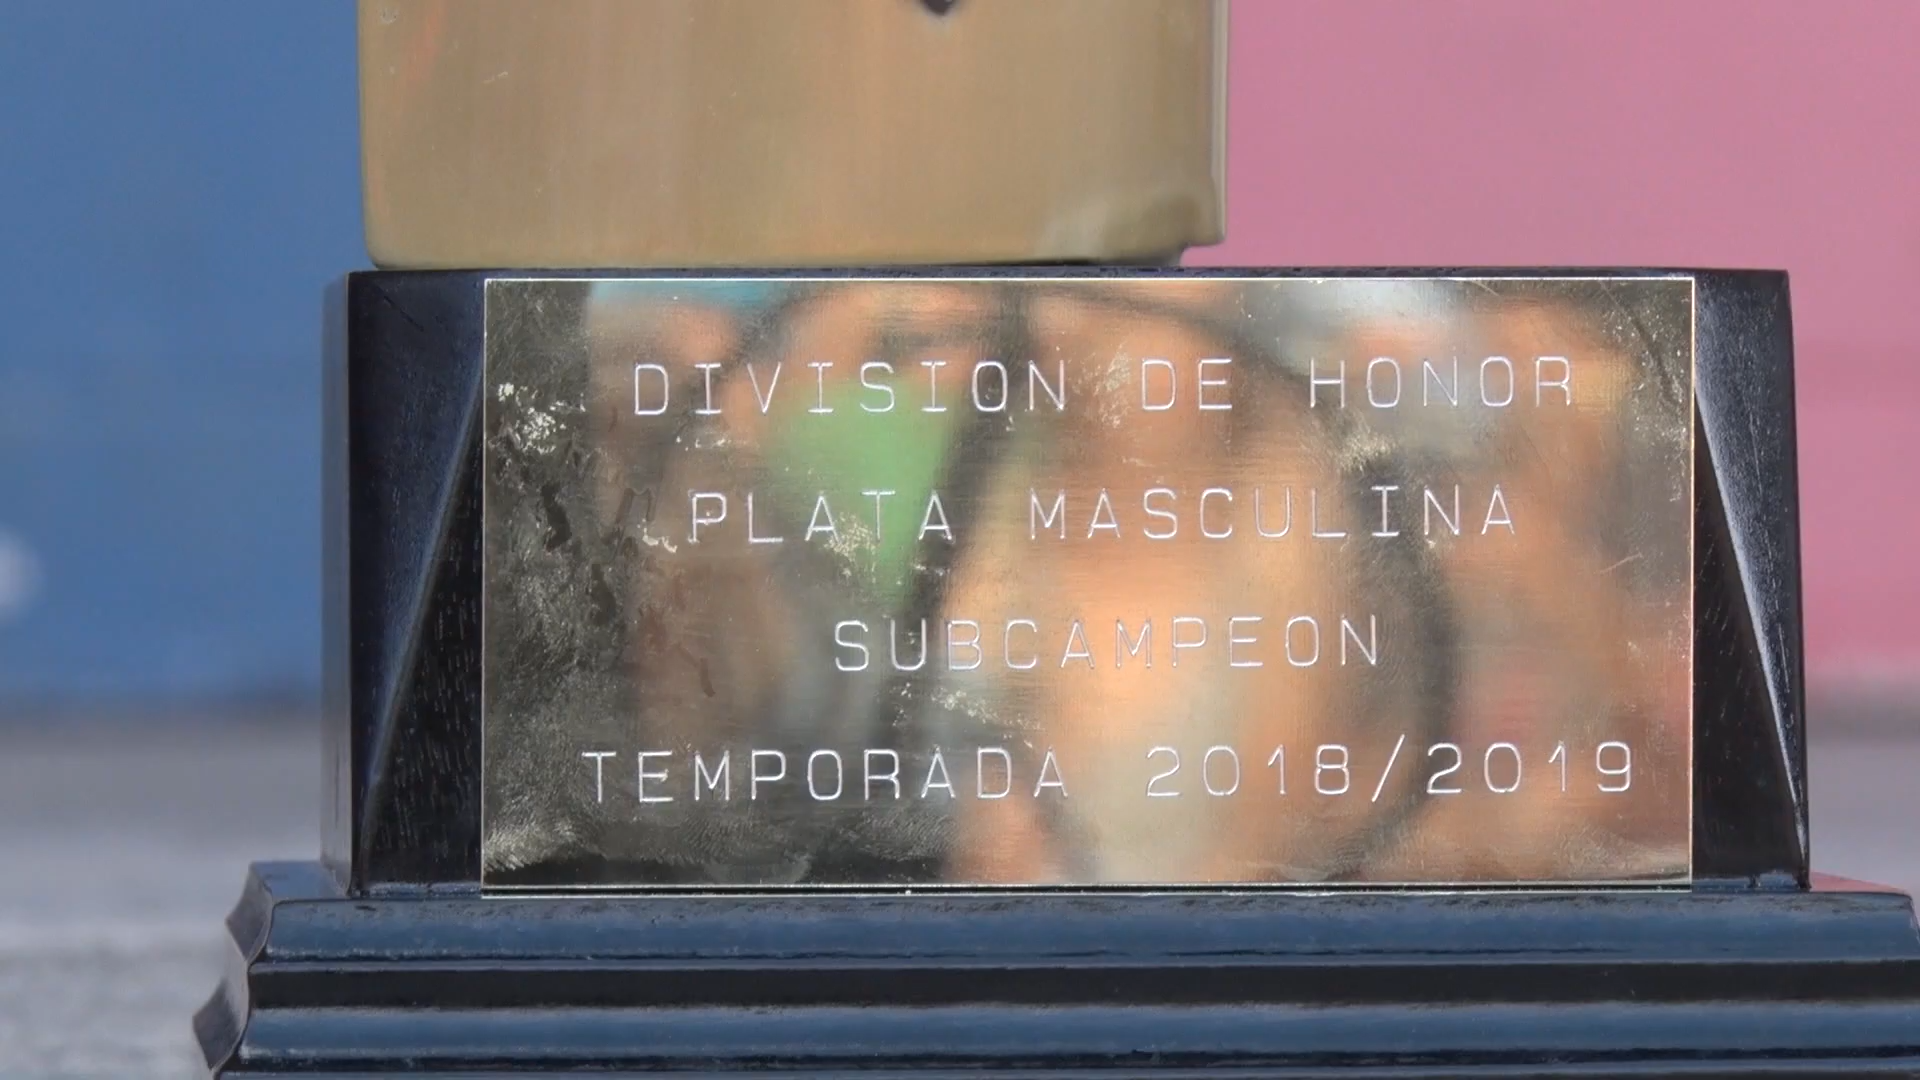 DIVISION DE HONOR
PLATA MASCULINA
SUBCAMPEON
TEMPORADA 2018/2019